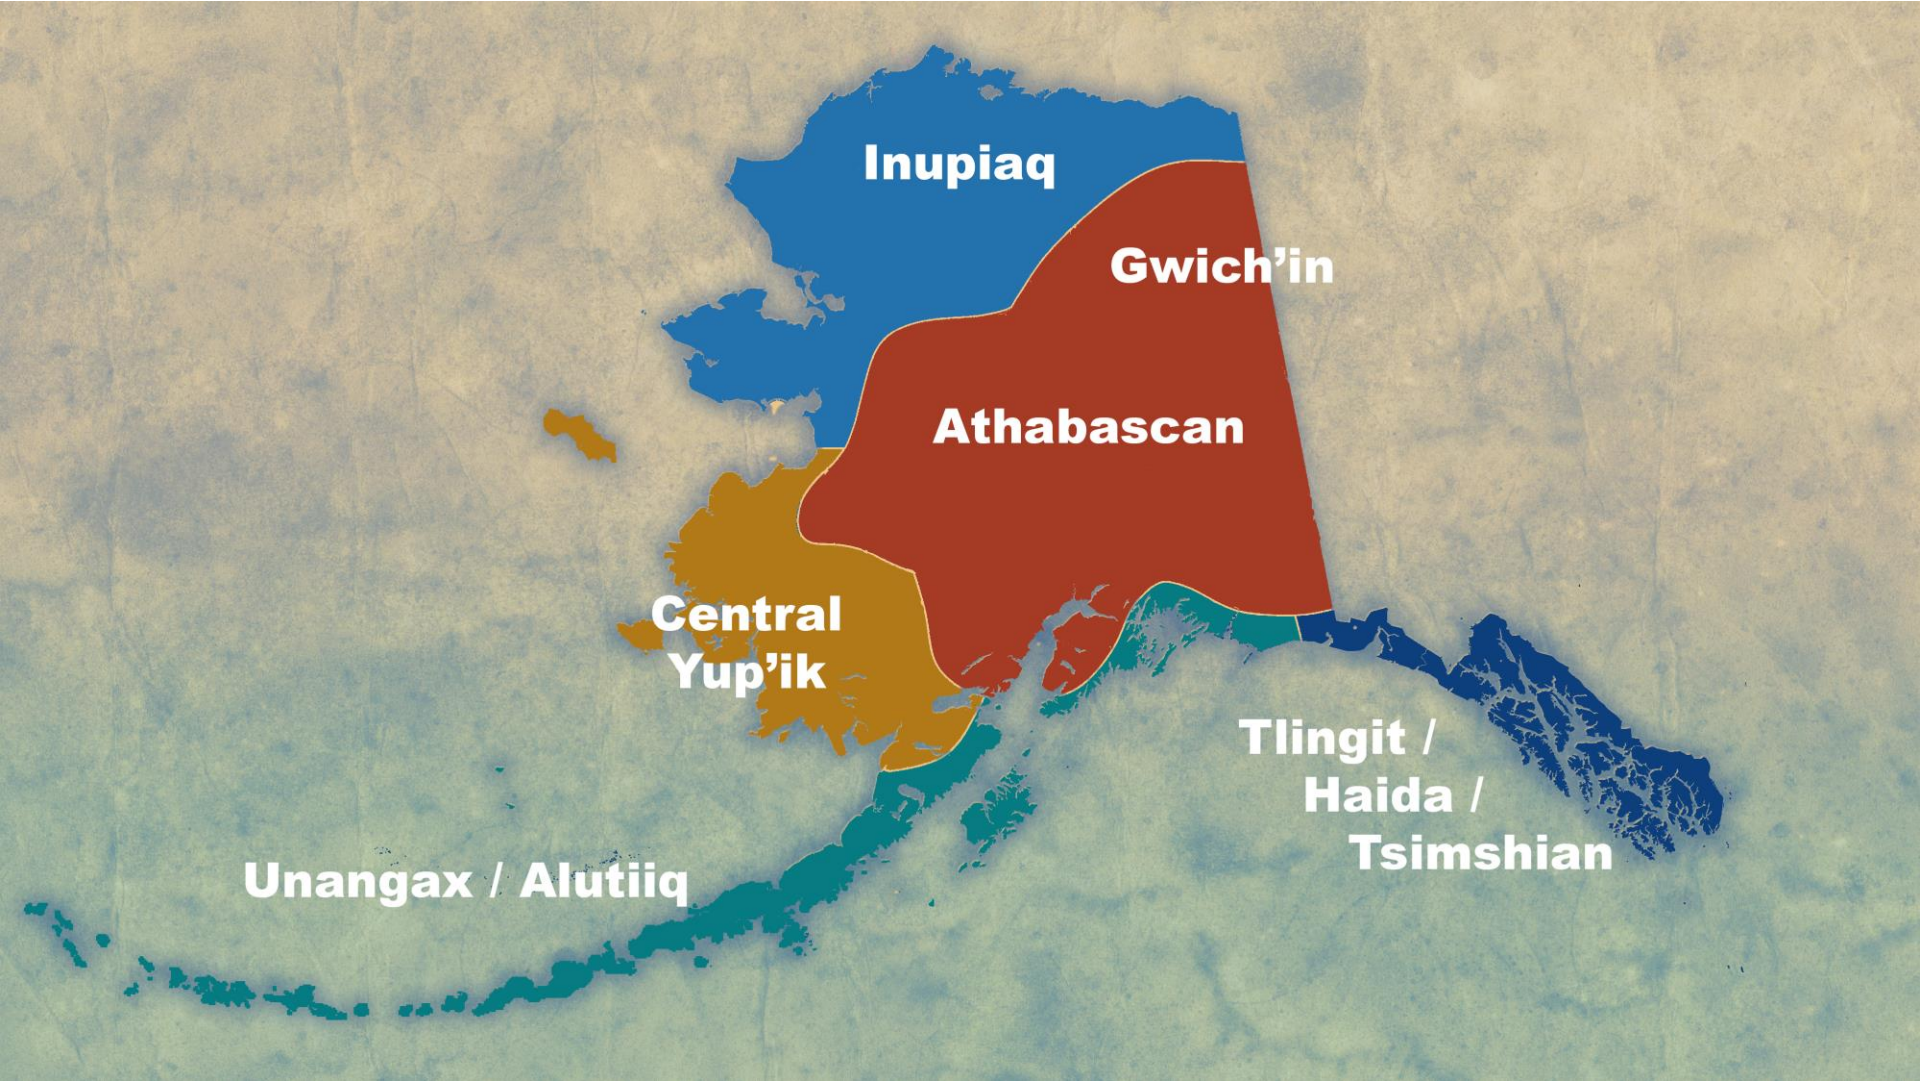 Inupiaq
Gwich’in
Athabascan
Central
Yup’ik
Tlingit /
Haida /
Tsimshian
Unangax / Alutiiq